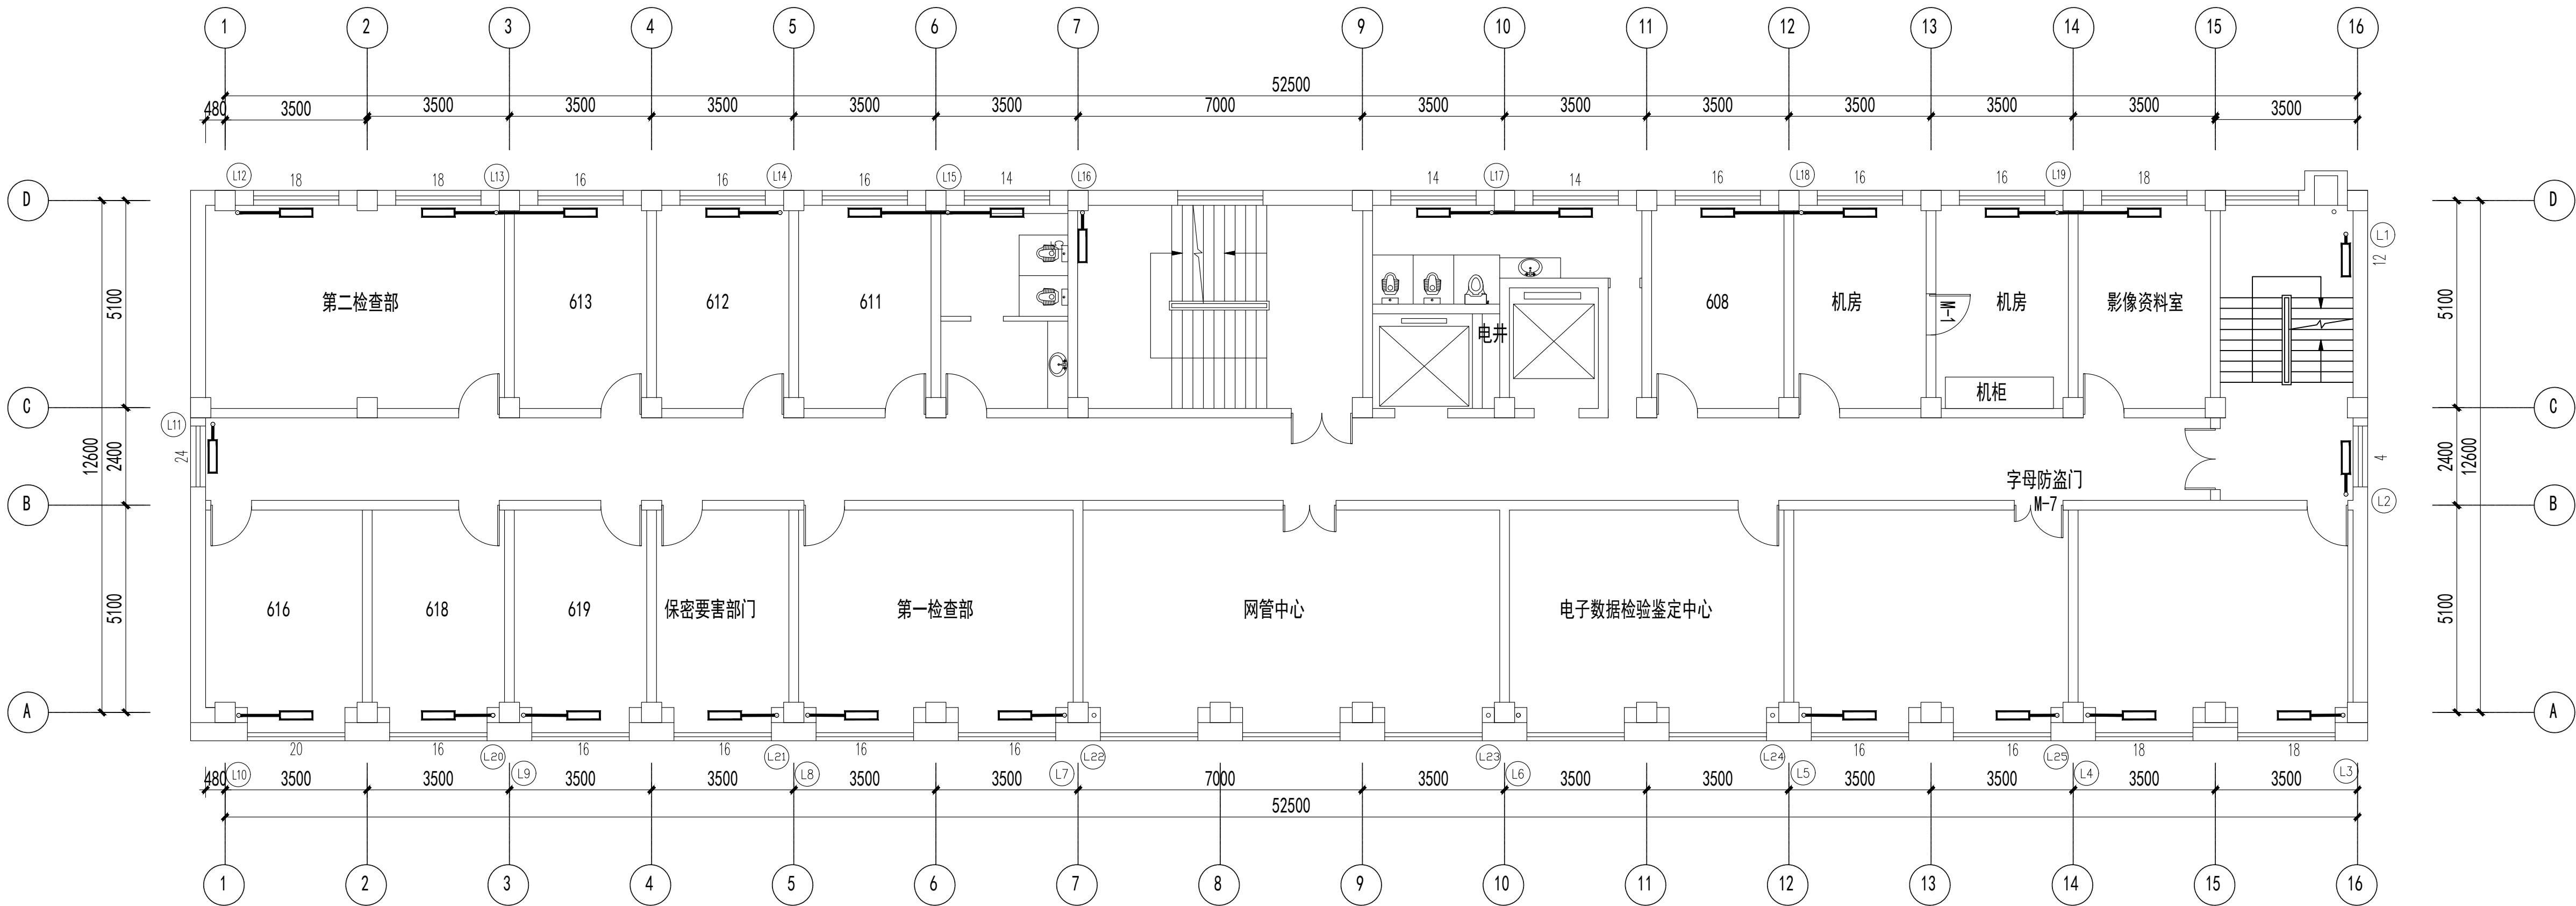 1 2 3 4 5 6 7 9 10 11 12 13 14 15 16
52500
480 3500 3500 3500 3500 3500 3500 7000 3500 3500 3500 3500 3500 3500 3500
L12 18 18 L13 16 16 L14 16 L15 14 L16 14 L17 14 16 L18 16 16 L19 18
D D
L1
12
5100 5100
第二检查部 613 612 611 608 机房 M-1 机房 影像资料室
电井
机柜
C C
L11
24
12600 2400 2400 12600
4
字母防盗门
M-7
L2
B B
5100 5100
616 618 619 保密要害部门 第一检查部 网管中心 电子数据检验鉴定中心
A A
20 16 16 16 16 16 16 16 18 18
L20 L21 L22 L23 L24 L25
L10 L9 L8 L7 L6 L5 L4 L3
480 3500 3500 3500 3500 3500 3500 7000 3500 3500 3500 3500 3500 3500 3500
52500
1 2 3 4 5 6 7 8 9 10 11 12 13 14 15 16